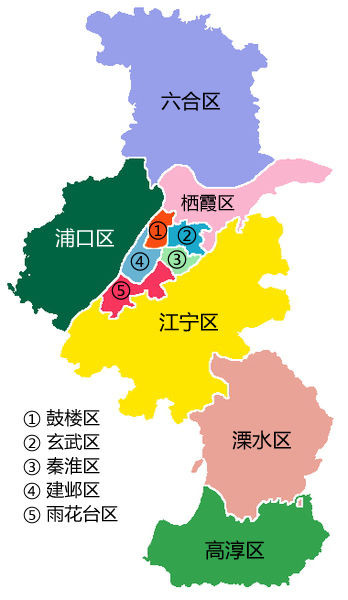 六合区
栖霞区
浦口区
①
②
④
③
⑤
江宁区
① 鼓楼区
② 玄武区
③ 秦淮区
④ 建邺区
⑤ 雨花台区
溧水区
高淳区